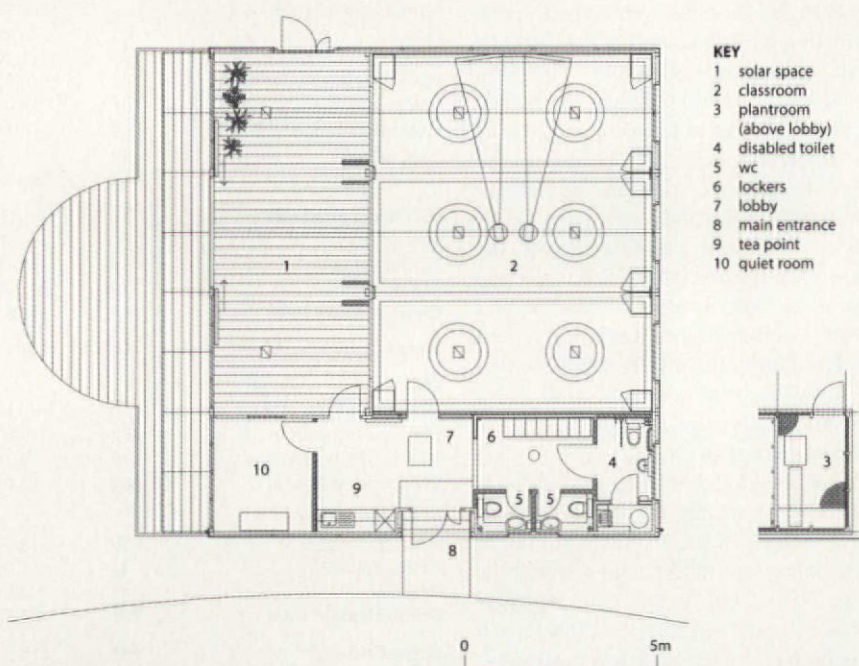 KEY
1 solar space
2 classroom
3 plantroom
(above lobby)
4 disabled toilet
5 wc
6 lockers
7 lobby
8 main entrance
9 tea point
10 quiet room
1
2
7
6
4
3
10
9
5 5
8
0 5m